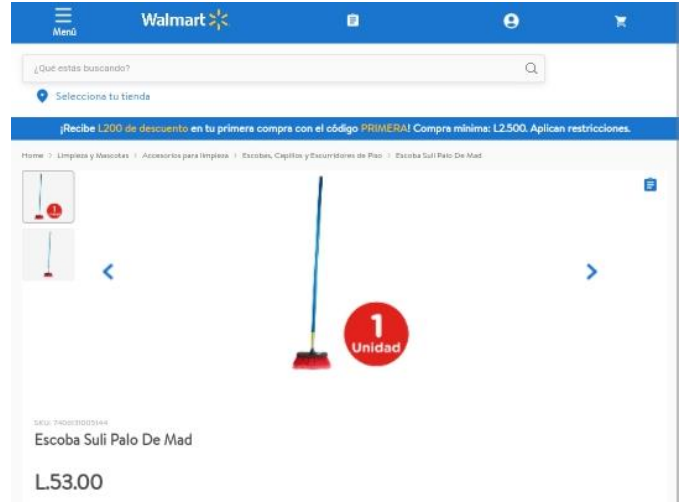 Menú
Walmart
¿Qué estás buscando?
Selecciona tu tienda
¡Recibe L200 de descuento en tu primera compra con el código PRIMERA! Compra mínima: L2.500. Aplican restricciones.
Home > Limpieza y Mascotas > Accesorios para limpieza > Escobas, Cepillos y Escurridores de Piso > Escoba Suli Palo De Mad
1
1
Unidad
Escoba Suli Palo De Mad
L.53.00